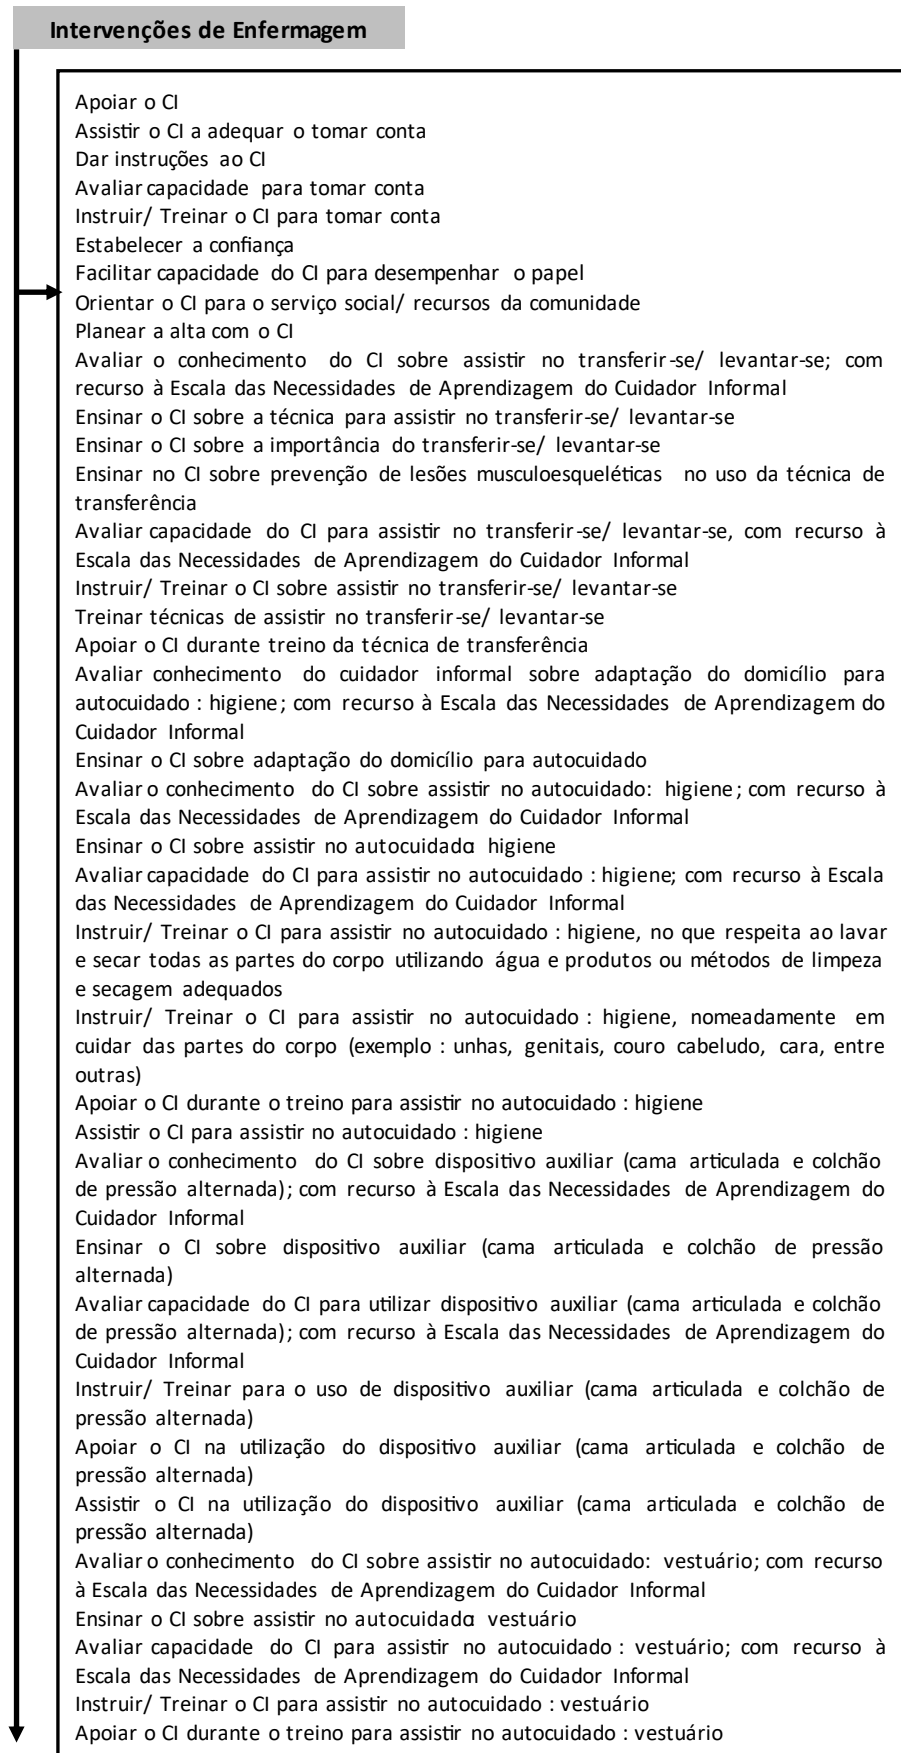 Intervenções de Enfermagem
Apoiar o CI
Assistir o CI a adequar o tomar conta
Dar instruções ao CI
Avaliar capacidade para tomar conta
Instruir/ Treinar o CI para tomar conta
Estabelecer a confiança
Facilitar capacidade do CI para desempenhar o papel
Orientar o CI para o serviço social/ recursos da comunidade
Planear a alta com o CI
Avaliar o conhecimento do CI sobre assistir no transferir-se/ levantar-se; com
recurso à Escala das Necessidades de Aprendizagem do Cuidador Informal
Ensinar o CI sobre a técnica para assistir no transferir-se/ levantar-se
Ensinar o CI sobre a importância do transferir-se/ levantar-se
Ensinar no CI sobre prevenção de lesões musculoesqueléticas no uso da técnica de
transferência
Avaliar capacidade do CI para assistir no transferir-se/ levantar-se, com recurso à
Escala das Necessidades de Aprendizagem do Cuidador Informal
Instruir/ Treinar o CI sobre assistir no transferir-se/ levantar-se
Treinar técnicas de assistir no transferir-se/ levantar-se
Apoiar o CI durante treino da técnica de transferência
Avaliar conhecimento do cuidador informal sobre adaptação do domicílio para
autocuidado : higiene; com recurso à Escala das Necessidades de Aprendizagem do
Cuidador Informal
Ensinar o CI sobre adaptação do domicílio para autocuidado
Avaliar o conhecimento do CI sobre assistir no autocuidado: higiene; com recurso à
Escala das Necessidades de Aprendizagem do Cuidador Informal
Ensinar o CI sobre assistir no autocuidado: higiene
Avaliar capacidade do CI para assistir no autocuidado : higiene; com recurso à Escala
das Necessidades de Aprendizagem do Cuidador Informal
Instruir/ Treinar o CI para assistir no autocuidado : higiene, no que respeita ao lavar
e secar todas as partes do corpo utilizando água e produtos ou métodos de limpeza
e secagem adequados
Instruir/ Treinar o CI para assistir no autocuidado : higiene, nomeadamente em
cuidar das partes do corpo (exemplo : unhas, genitais, couro cabeludo, cara, entre
outras)
Apoiar o CI durante o treino para assistir no autocuidado : higiene
Assistir o CI para assistir no autocuidado : higiene
Avaliar o conhecimento do CI sobre dispositivo auxiliar (cama articulada e colchão
de pressão alternada); com recurso à Escala das Necessidades de Aprendizagem do
Cuidador Informal
Ensinar o CI sobre dispositivo auxiliar (cama articulada e colchão de pressão
alternada)
Avaliar capacidade do CI para utilizar dispositivo auxiliar (cama articulada e colchão
de pressão alternada); com recurso à Escala das Necessidades de Aprendizagem do
Cuidador Informal
Instruir/ Treinar para o uso de dispositivo auxiliar (cama articulada e colchão de
pressão alternada)
Apoiar o CI na utilização do dispositivo auxiliar (cama articulada e colchão de
pressão alternada)
Assistir o CI na utilização do dispositivo auxiliar (cama articulada e colchão de
pressão alternada)
Avaliar o conhecimento do CI sobre assistir no autocuidado: vestuário; com recurso
à Escala das Necessidades de Aprendizagem do Cuidador Informal
Ensinar o CI sobre assistir no autocuidado: vestuário
Avaliar capacidade do CI para assistir no autocuidado : vestuário; com recurso à
Escala das Necessidades de Aprendizagem do Cuidador Informal
Instruir/ Treinar o CI para assistir no autocuidado : vestuário
Apoiar o CI durante o treino para assistir no autocuidado : vestuário